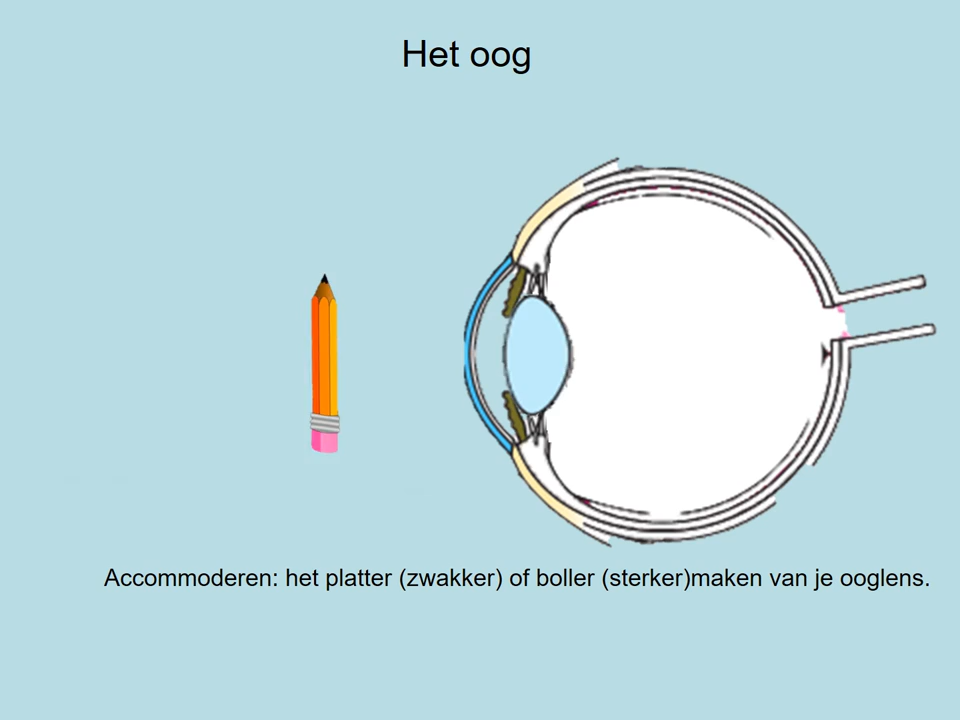 Het oog
Accommoderen: het platter (zwakker) of boller (sterker)maken van je ooglens.